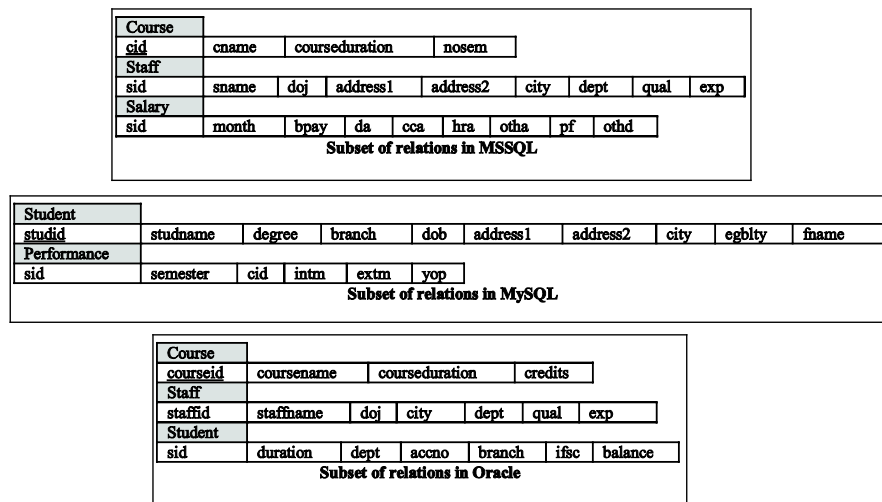 Course
cid cname courseduration nosem
Staff
sid sname doj address1 address2 city dept qual exp
Salary
sid month bpay da cca hra otha pf othd
Subset of relations in MSSQL
Student
studid studname degree branch dob address1 address2 city egblty fname
Performance
sid semester cid intm extm yop
Subset of relations in MySQL
Course
courseid coursename courseduration credits
Staff
staffid staffname doj city dept qual exp
Student
sid duration dept accno branch ifsc balance
Subset of relations in Oracle